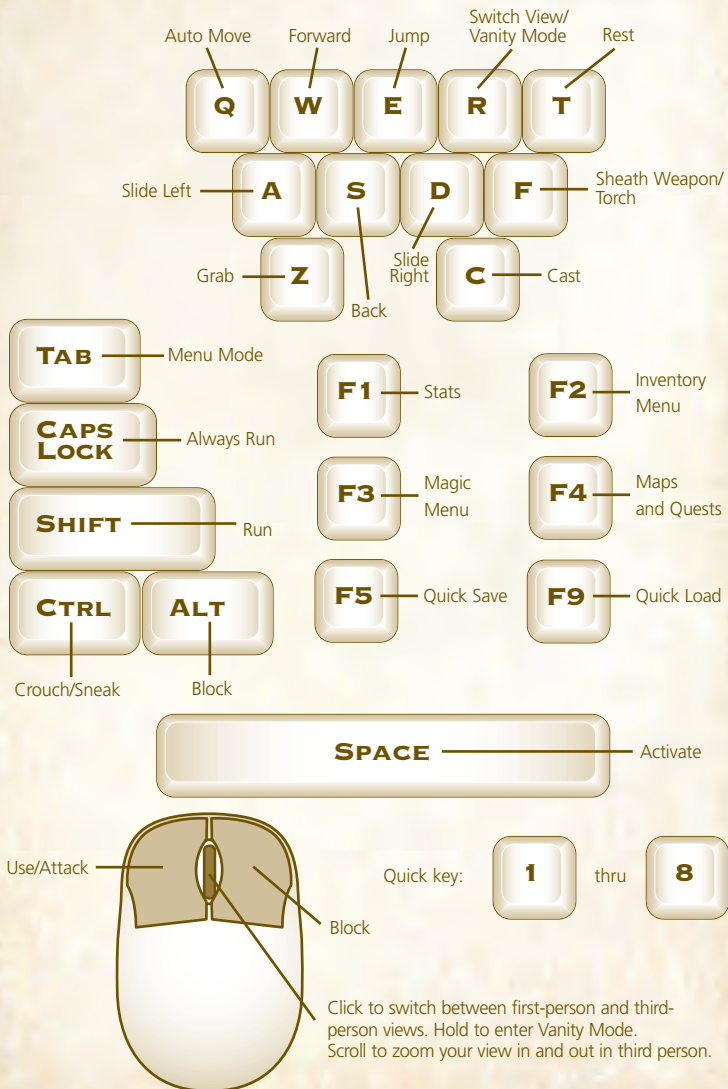 Auto Move
Forward
Jump
Switch View/
Vanity Mode
Rest
Q
W
E
R
T
Slide Left
A
S
D
F
Sheath Weapon/
Torch
Grab
Z
Back
Slide
Right
C
Cast
TAB
Menu Mode
F1
Stats
F2
Inventory
Menu
CAPS
LOCK
Always Run
F3
Magic
Menu
F4
Maps
and Quests
SHIFT
Run
CTRL
ALT
F5
Quick Save
F9
Quick Load
Crouch/Sneak
Block
SPACE
Activate
Use/Attack
Block
Quick key:
1
thru
8
Click to switch between first-person and third-
person views. Hold to enter Vanity Mode.
Scroll to zoom your view in and out in third person.